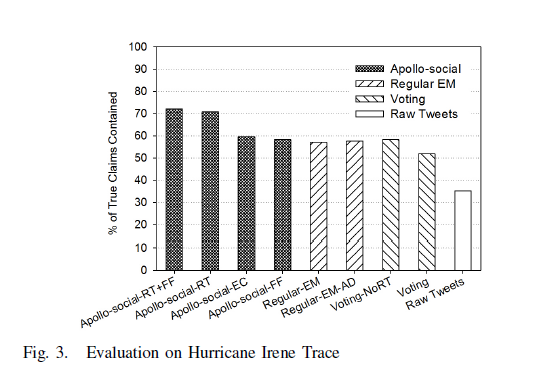 100
90
80
70
60
50
40
30
20
10
0
% of True Claims Contained
Apollo-social
Regular EM
Voting
Raw Tweets
Apollo-social-RT+FF
Apollo-social-RT
Apollo-social-EC
Apollo-social-FF
Regular-EM
Regular-EM-AD
Voting-NoRT
Voting
Raw Tweets
Fig. 3. Evaluation on Hurricane Irene Trace